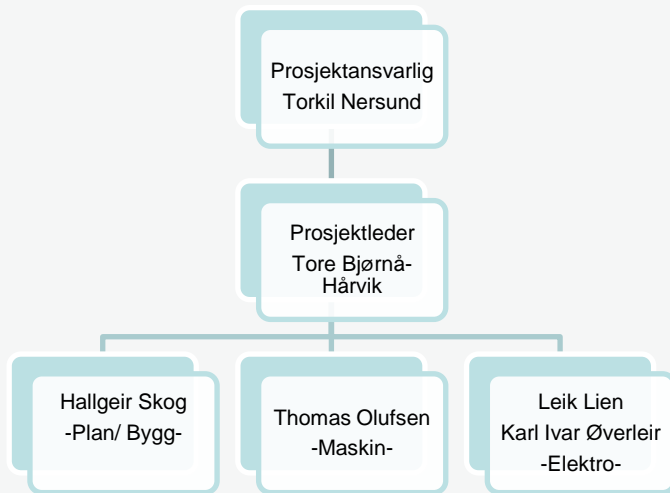 Prosjektansvarlig
Torkil Nersund
Prosjektleder
Tore Bjørnå-
Hårvik
Hallgeir Skog
-Plan/ Bygg-
Thomas Olufsen
-Maskin-
Leik Lien
Karl Ivar Øverleir
-Elektro-